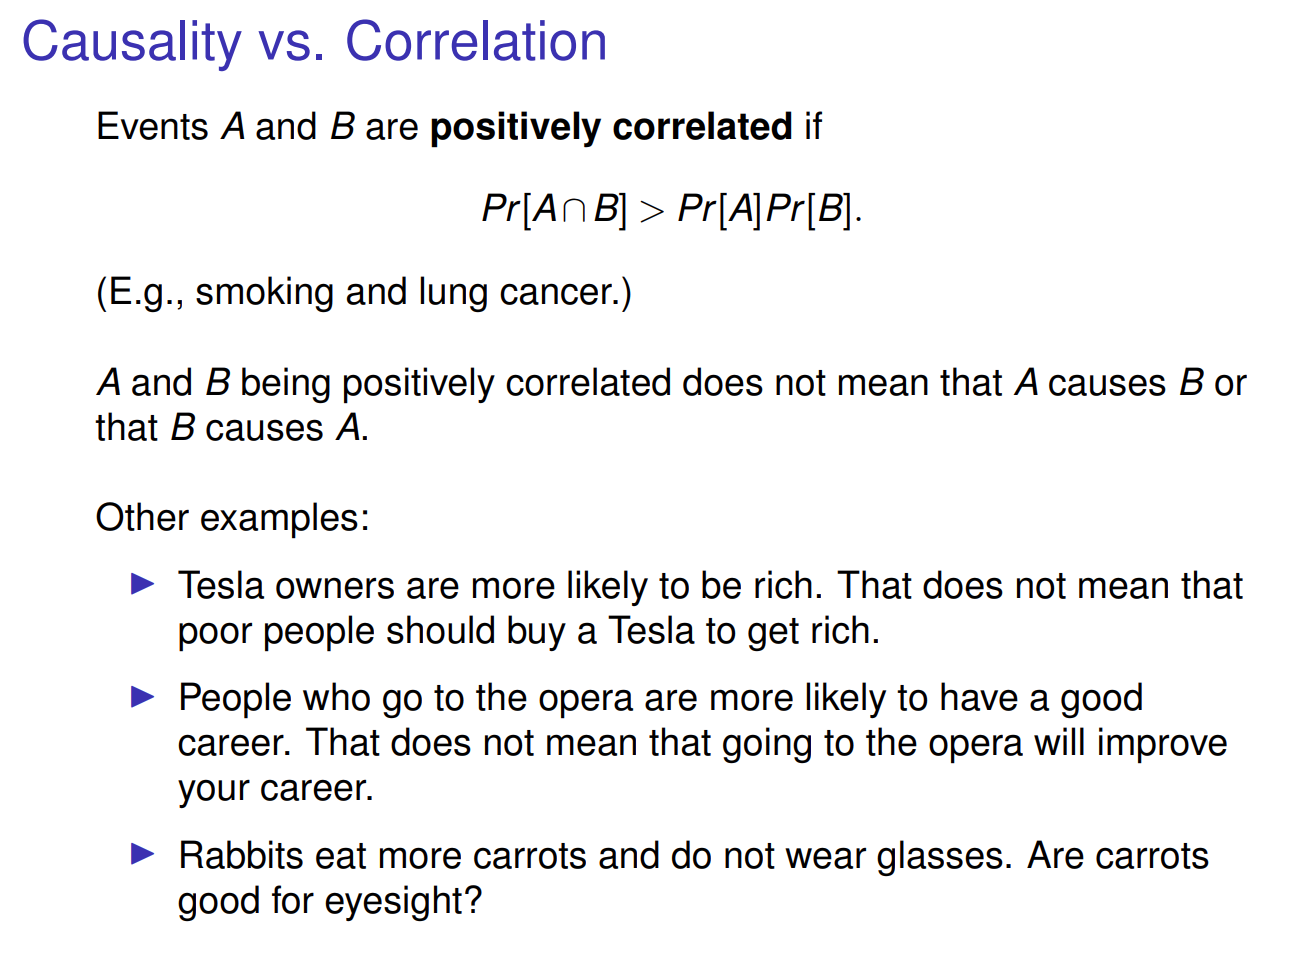 Causality vs. Correlation
Events A and B are positively correlated if
Pr[A∩B] > Pr[A]Pr[B].
(E.g., smoking and lung cancer.)
A and B being positively correlated does not mean that A causes B or
that B causes A.
Other examples:
▶ Tesla owners are more likely to be rich. That does not mean that
poor people should buy a Tesla to get rich.
▶ People who go to the opera are more likely to have a good
career. That does not mean that going to the opera will improve
your career.
▶ Rabbits eat more carrots and do not wear glasses. Are carrots
good for eyesight?